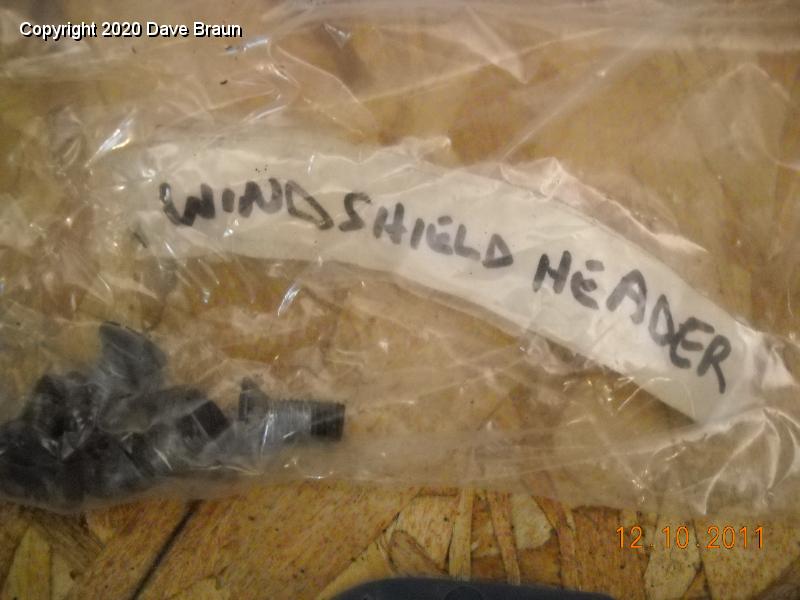 Copyright 2020 Dave Braun
WINDSHIELD HEADER
12.10.2011